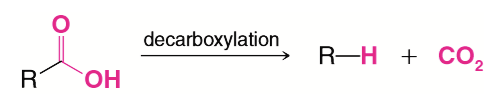 O
decarboxylation
R OH
R—H + CO₂